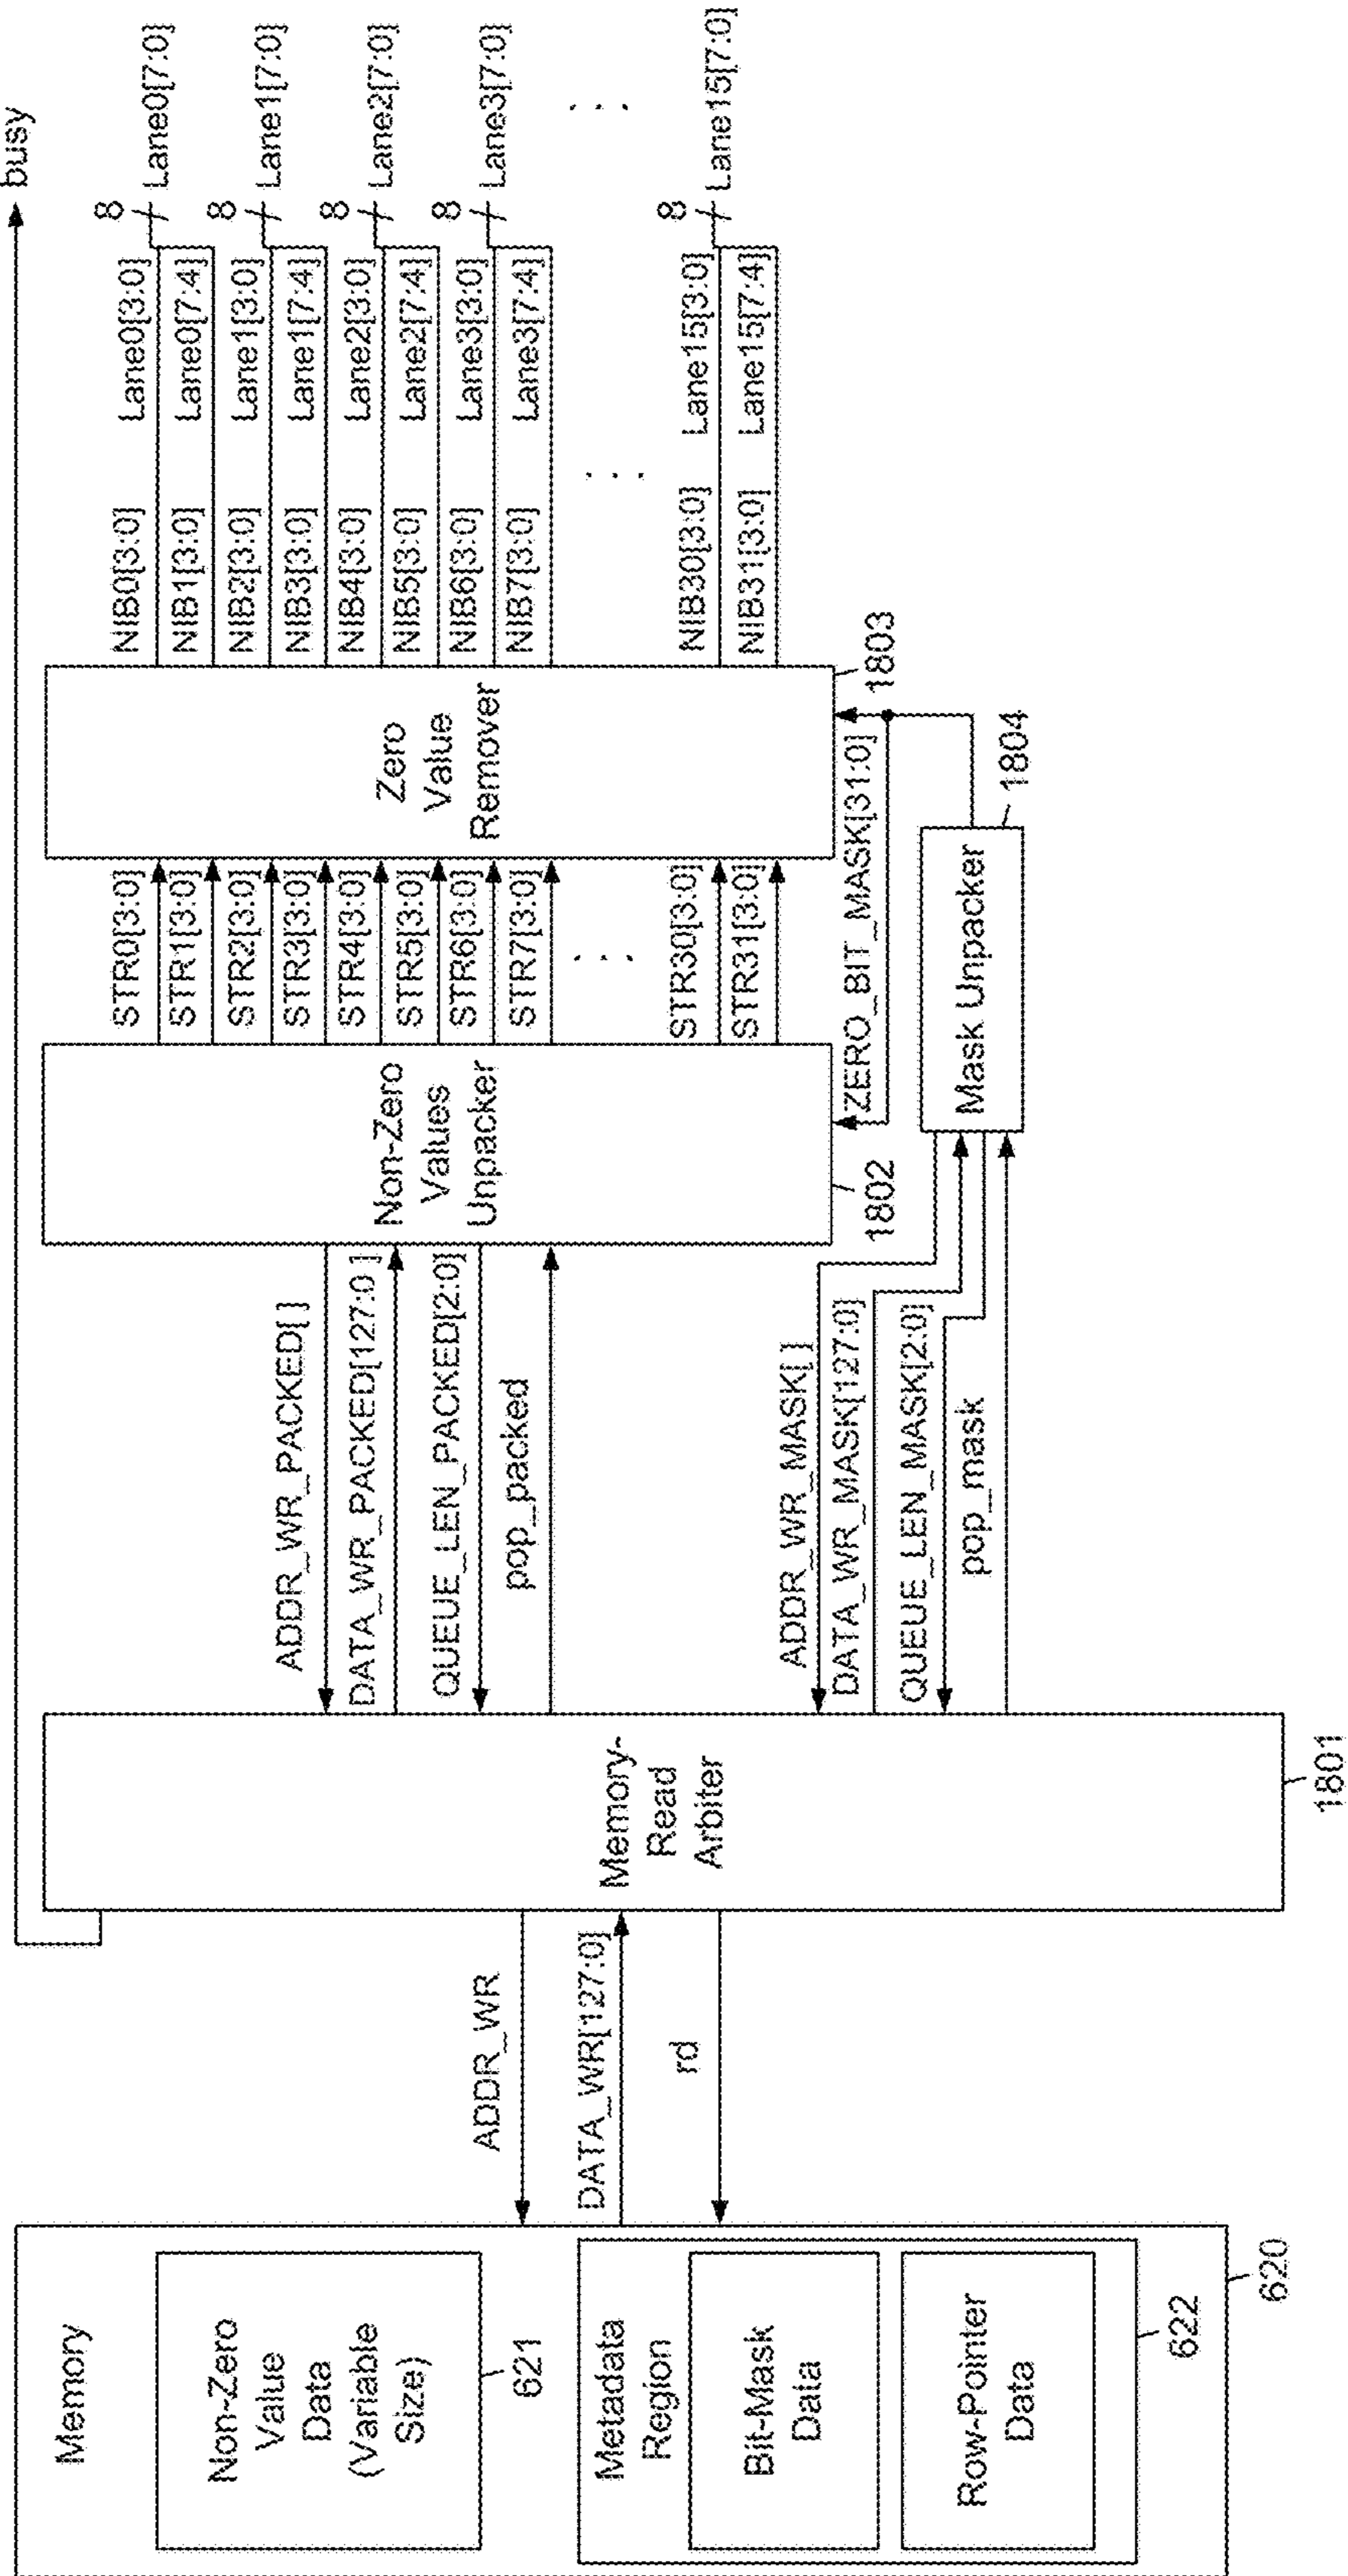 busy
Memory
Non-Zero
Value
Data
(Variable
Size)
621
Metadata
Region
Bit-Mask
Data
Row-Pointer
Data
622
620
ADDR_WR
DATA_WR[127:0]
rd
Memory-
Read
Arbiter
1801
ADDR_WR_PACKED[ ]
DATA_WR_PACKED[127:0 ]
QUEUE_LEN_PACKED[2:0]
pop_packed
ADDR_WR_MASK[ ]
DATA_WR_MASK[127:0]
QUEUE_LEN_MASK[2:0]
pop_mask
Non-Zero
Values
Unpacker
1802
STR0[3:0]
STR1[3:0]
STR2[3:0]
STR3[3:0]
STR4[3:0]
STR5[3:0]
STR6[3:0]
STR7[3:0]
. . .
STR30[3:0]
STR31[3:0]
ZERO_BIT_MASK[31:0]
Mask Unpacker
1804
Zero
Value
Remover
1803
NIB0[3:0] Lane0[3:0]
NIB1[3:0] Lane0[7:4]
NIB2[3:0] Lane1[3:0]
NIB3[3:0] Lane1[7:4]
NIB4[3:0] Lane2[3:0]
NIB5[3:0] Lane2[7:4]
NIB6[3:0] Lane3[3:0]
NIB7[3:0] Lane3[7:4]
. . .
NIB30[3:0] Lane15[3:0]
NIB31[3:0] Lane15[7:4]
8 Lane0[7:0]
8 Lane1[7:0]
8 Lane2[7:0]
8 Lane3[7:0]
. . .
8 Lane15[7:0]